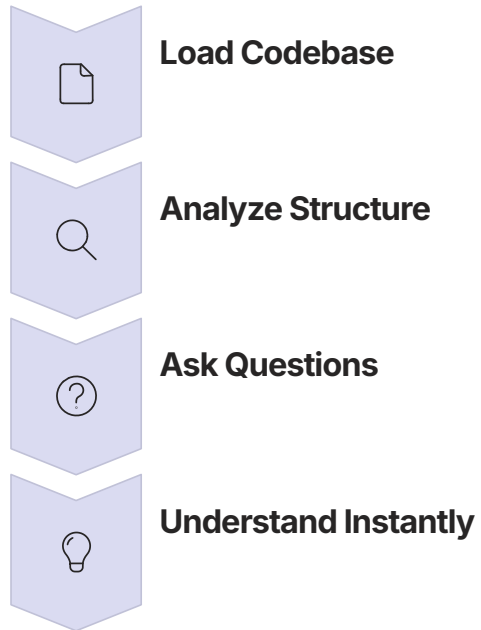 Load Codebase
Analyze Structure
Ask Questions
Understand Instantly